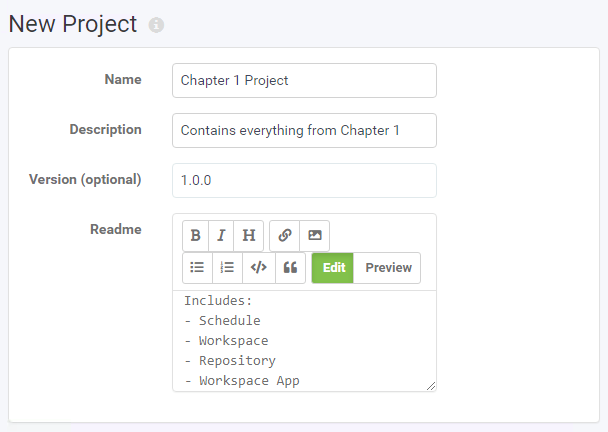 New Project
Name
Chapter 1 Project
Description
Contains everything from Chapter 1
Version (optional)
1.0.0
Readme
B I H
Edit Preview
Includes:
- Schedule
- Workspace
- Repository
- Workspace App